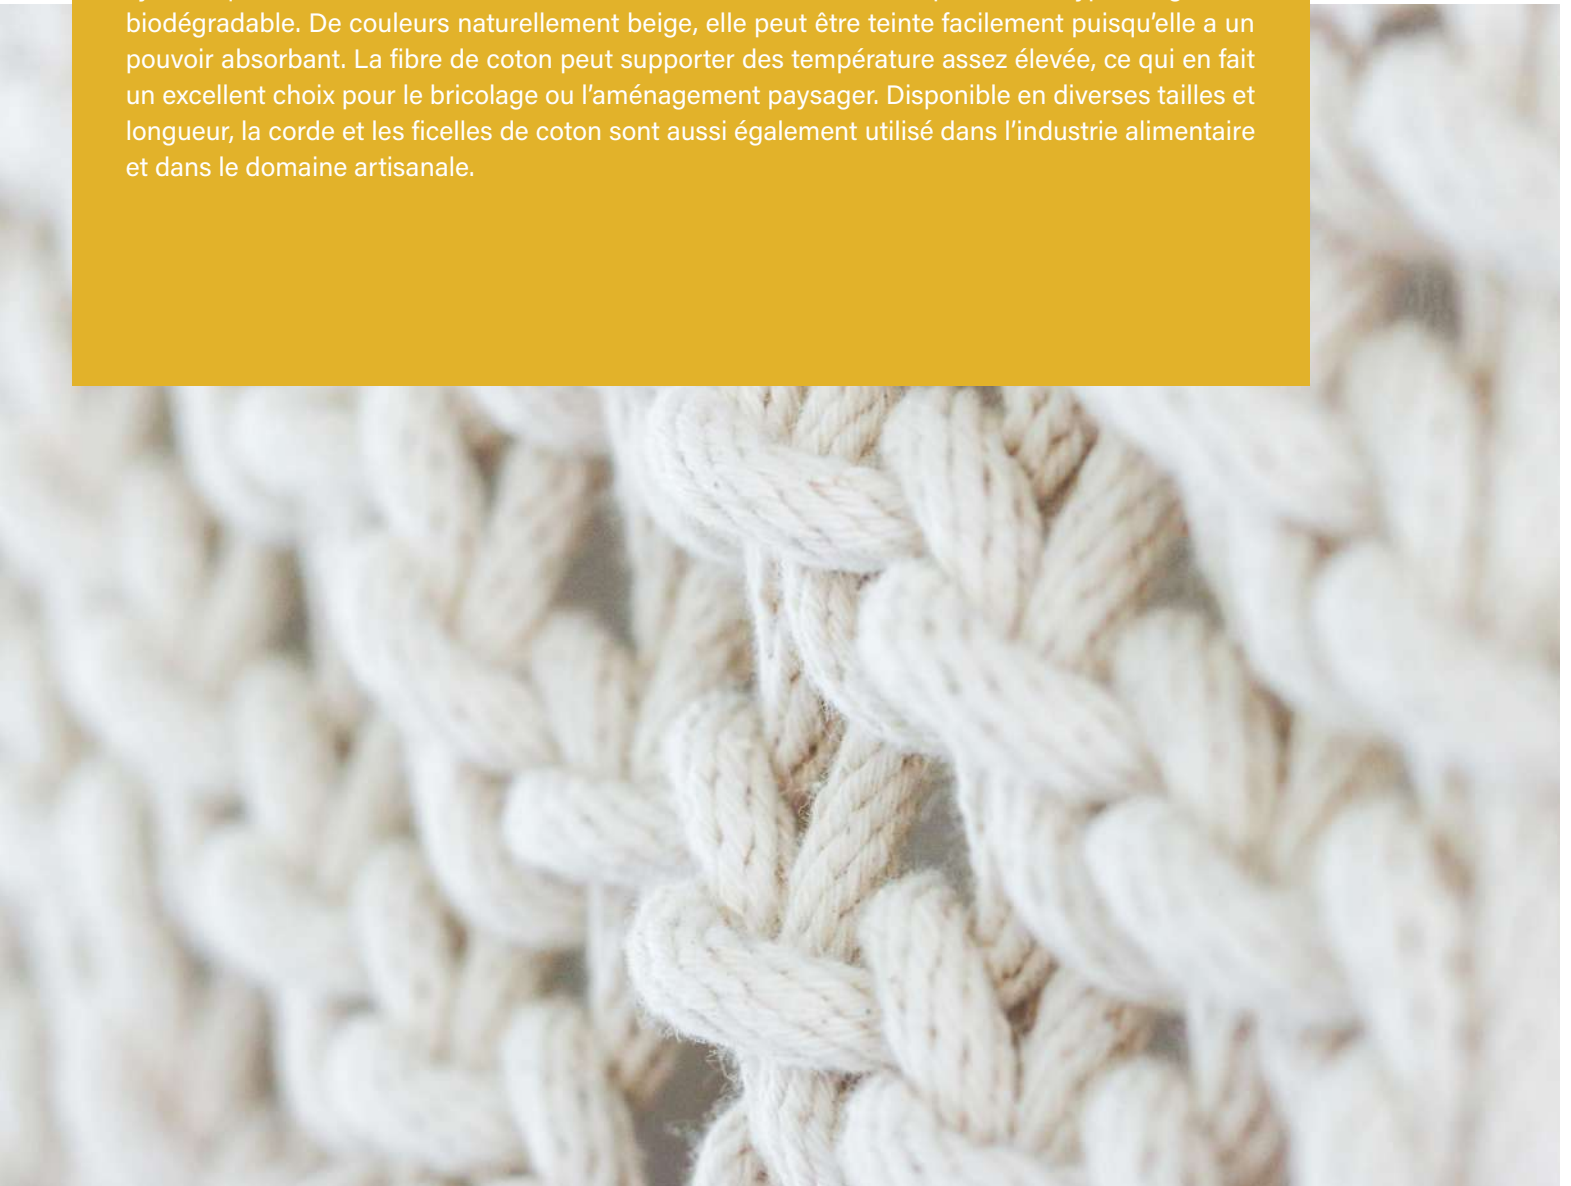 biodégradable. De couleurs naturellement beige, elle peut être teinte facilement puisqu’elle a un
pouvoir absorbant. La fibre de coton peut supporter des température assez élevée, ce qui en fait
un excellent choix pour le bricolage ou l’aménagement paysager. Disponible en diverses tailles et
longueur, la corde et les ficelles de coton sont aussi également utilisé dans l’industrie alimentaire
et dans le domaine artisanale.